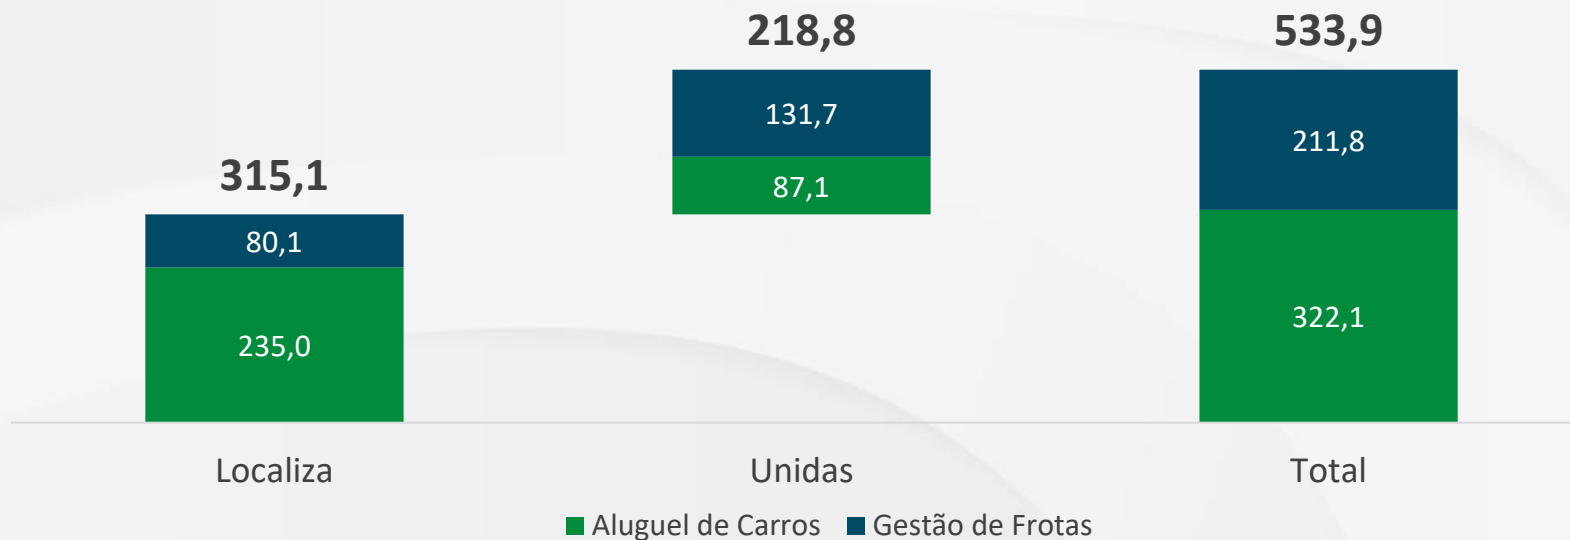 218,8
533,9
131,7
211,8
315,1
87,1
80,1
322,1
235,0
Localiza
Unidas
Total
Aluguel de Carros
Gestão de Frotas